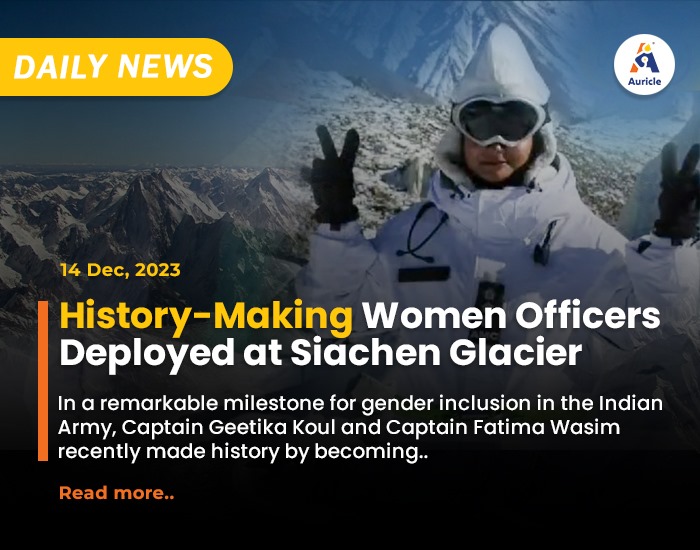 DAILY NEWS
Auricle
14 Dec, 2023
History-Making Women Officers
Deployed at Siachen Glacier
In a remarkable milestone for gender inclusion in the Indian
Army, Captain Geetika Koul and Captain Fatima Wasim
recently made history by becoming..
Read more..